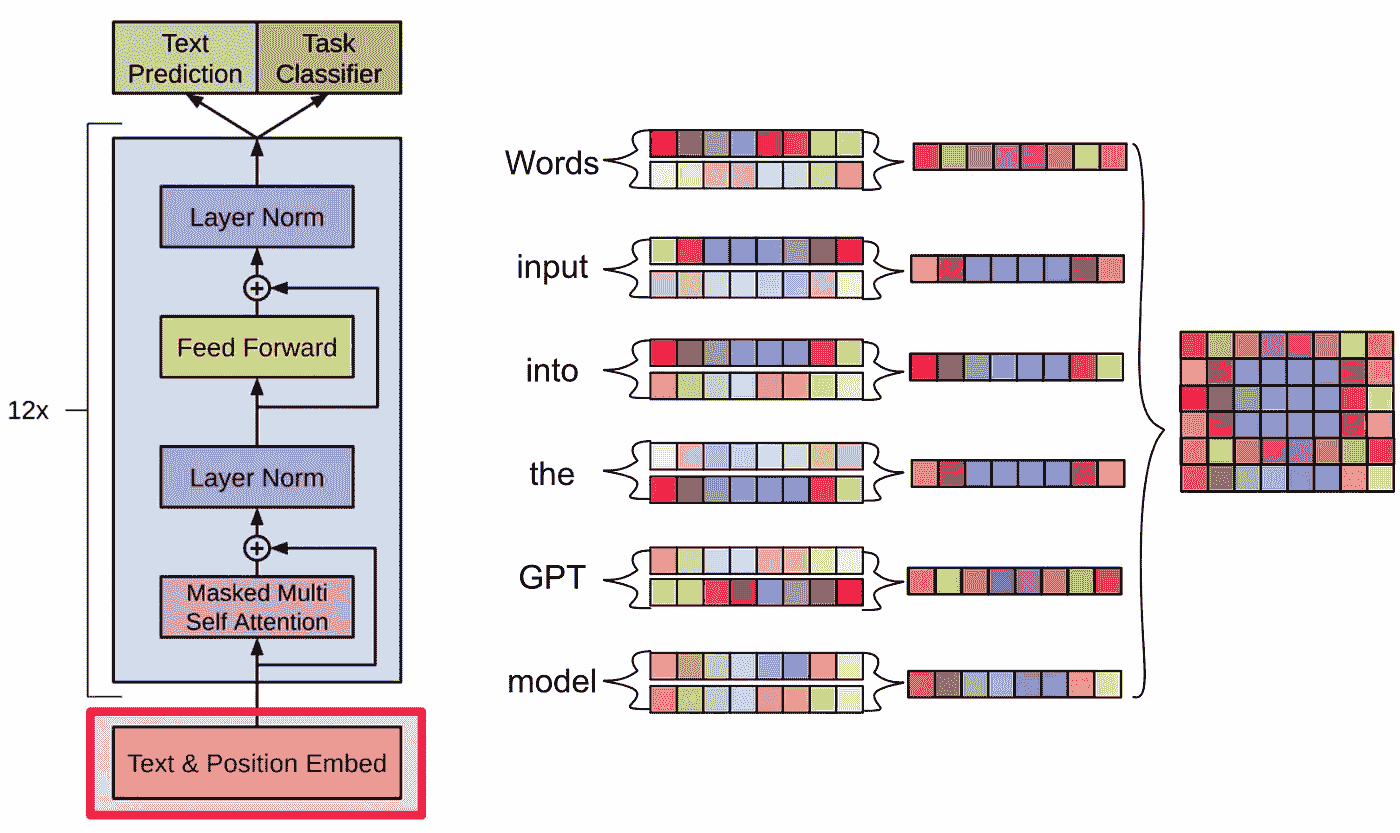 Text
Prediction
Task
Classifier
Layer Norm
+
Feed Forward
12x
Layer Norm
+
Masked Multi
Self Attention
Text & Position Embed
Words
input
into
the
GPT
model